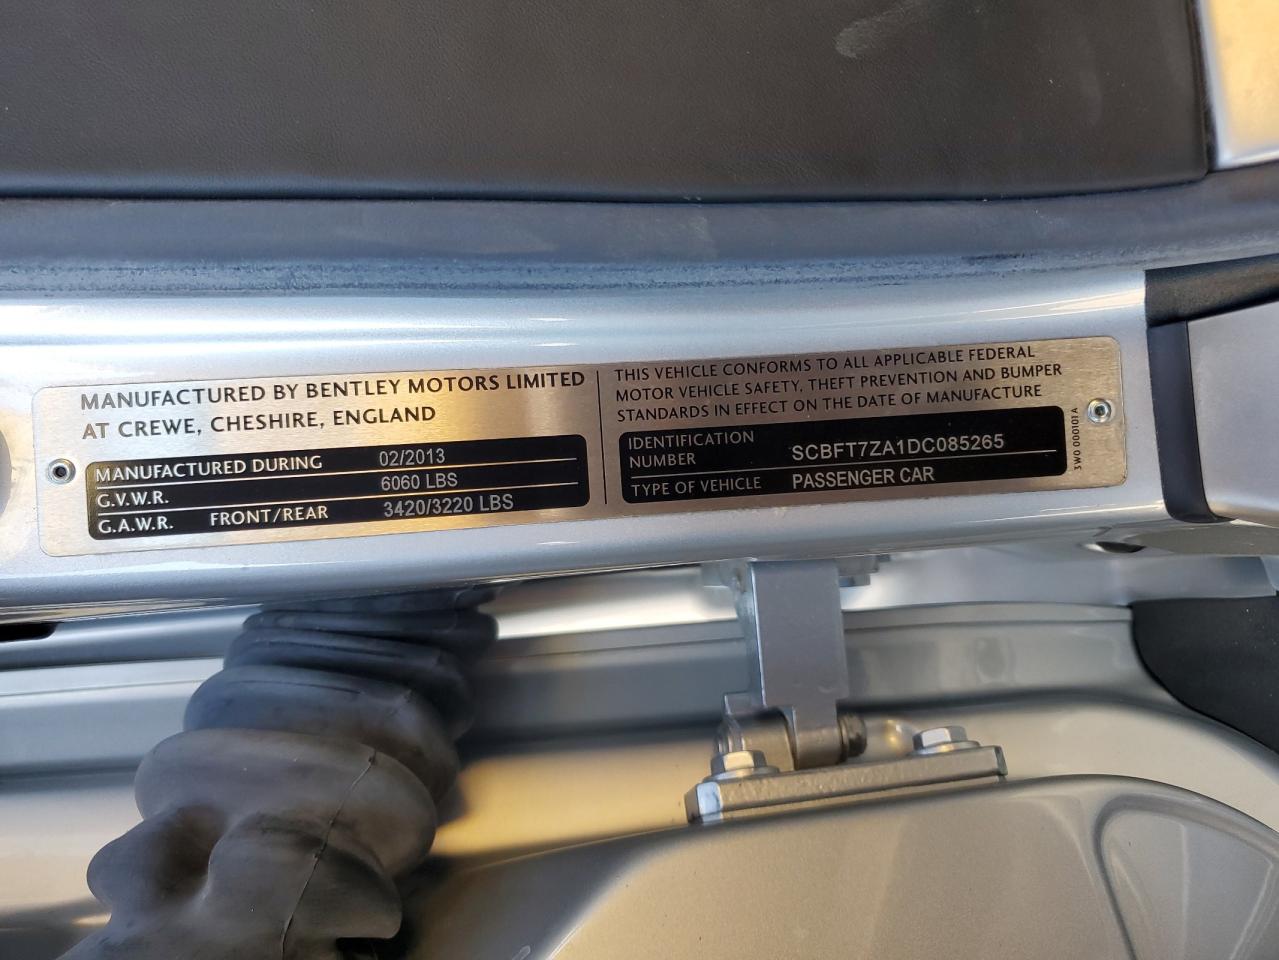 MANUFACTURED BY BENTLEY MOTORS LIMITED
AT CREWE, CHESHIRE, ENGLAND
MANUFACTURED DURING 02/2013
G.V.W.R. 6060 LBS
G.A.W.R. FRONT/REAR 3420/3220 LBS
THIS VEHICLE CONFORMS TO ALL APPLICABLE FEDERAL
MOTOR VEHICLE SAFETY, THEFT PREVENTION AND BUMPER
STANDARDS IN EFFECT ON THE DATE OF MANUFACTURE
IDENTIFICATION
NUMBER SCBFT7ZA1DC085265
TYPE OF VEHICLE PASSENGER CAR
3W0 000101A